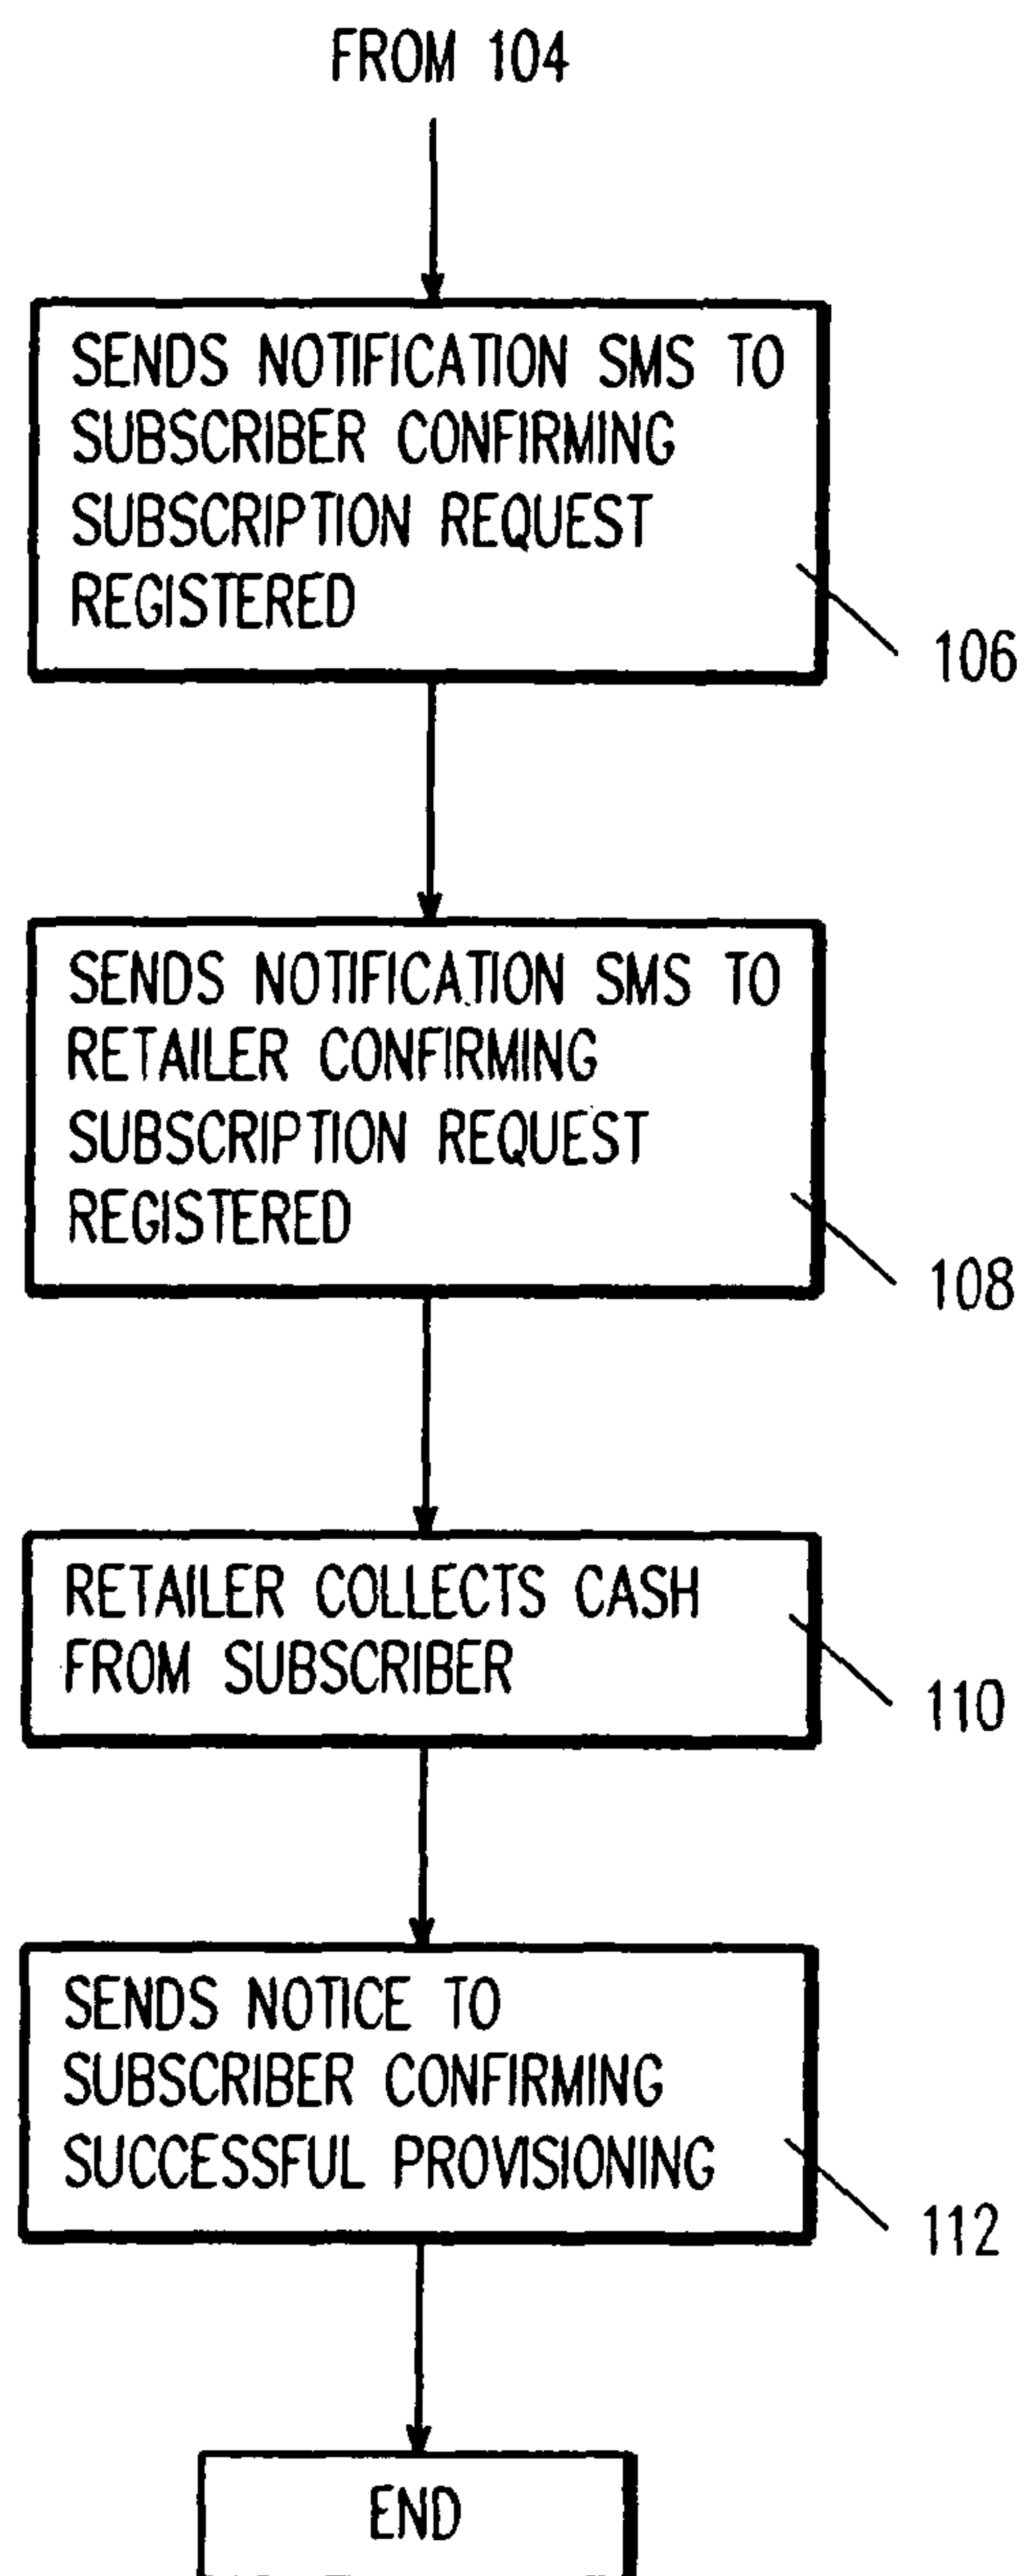 FROM 104
SENDS NOTIFICATION SMS TO
SUBSCRIBER CONFIRMING
SUBSCRIPTION REQUEST
REGISTERED
106
SENDS NOTIFICATION SMS TO
RETAILER CONFIRMING
SUBSCRIPTION REQUEST
REGISTERED
108
RETAILER COLLECTS CASH
FROM SUBSCRIBER
110
SENDS NOTICE TO
SUBSCRIBER CONFIRMING
SUCCESSFUL PROVISIONING
112
END